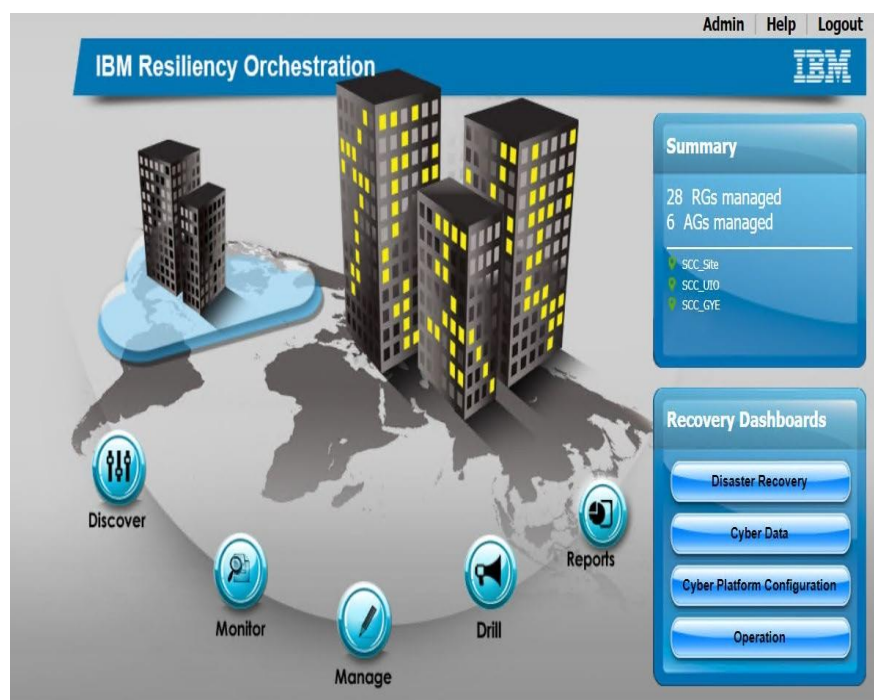 Admin Help Logout
IBM Resiliency Orchestration
IBM
Summary
28 RGs managed
6 AGs managed
SCC_Site
SCC_UIO
SCC_GYE
Recovery Dashboards
Disaster Recovery
Cyber Data
Cyber Platform Configuration
Operation
Discover
Monitor
Manage
Drill
Reports